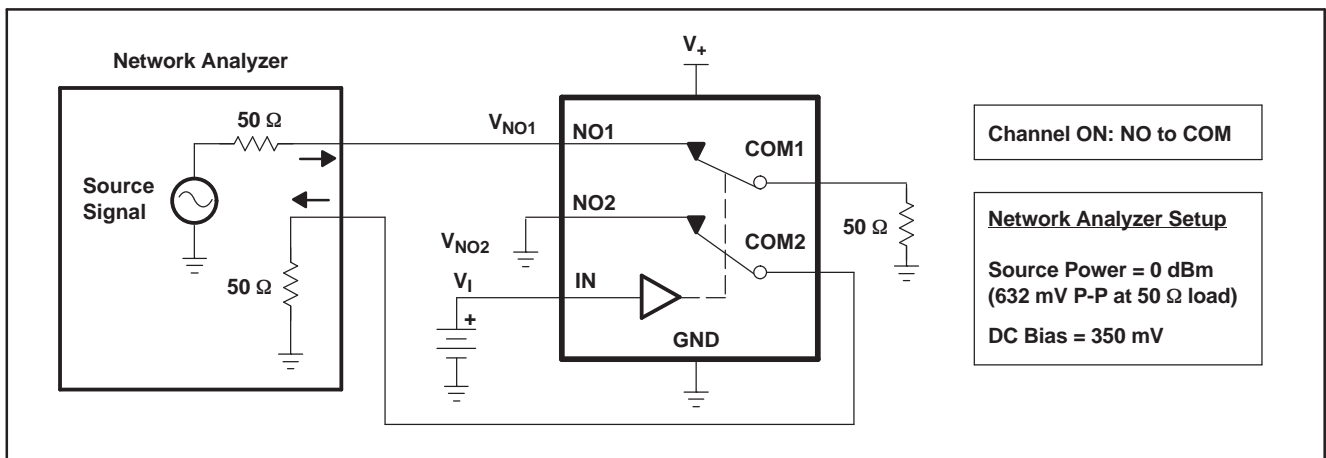 Network Analyzer
50 Ω
Source
Signal
50 Ω
V+
VNO1
NO1
COM1
NO2
VNO2
COM2
50 Ω
VI
IN
+
GND
Channel ON: NO to COM
Network Analyzer Setup
Source Power = 0 dBm
(632 mV P-P at 50 Ω load)
DC Bias = 350 mV